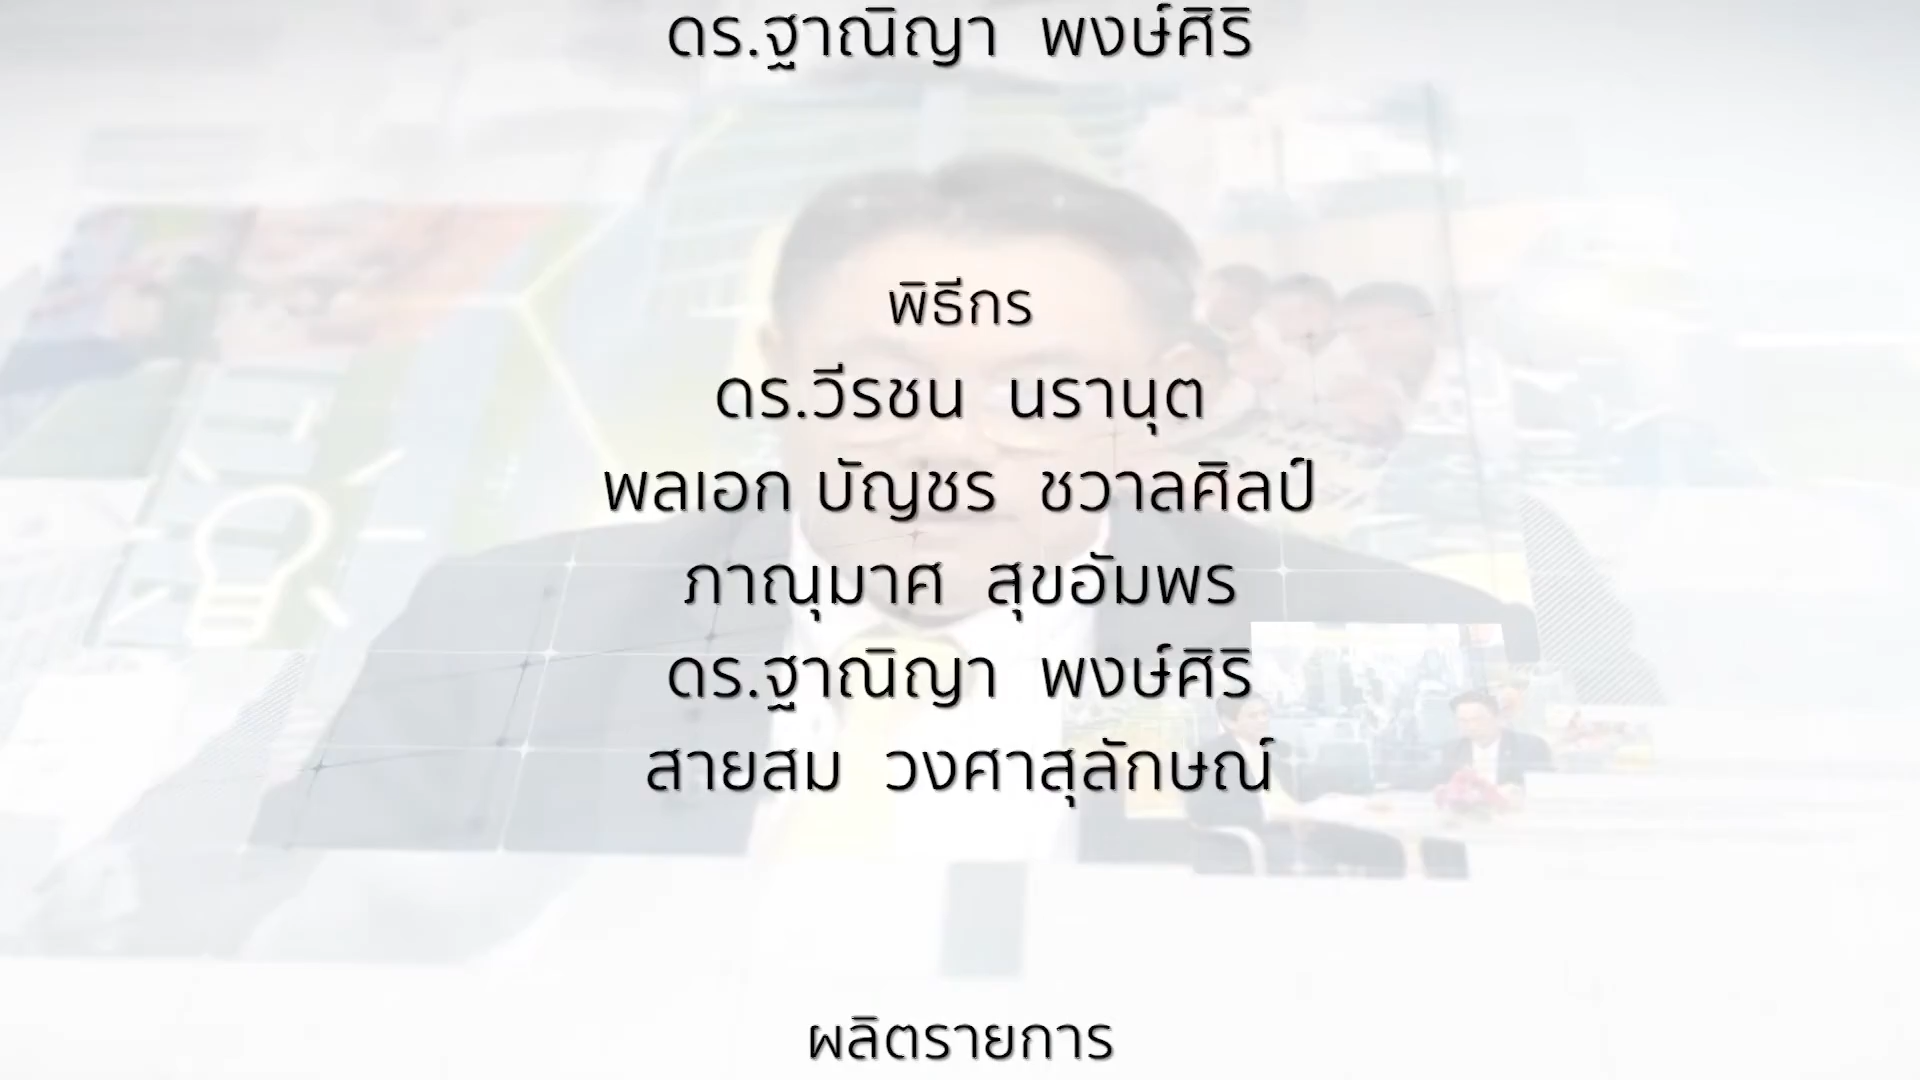 ดร.ฐาณิญา พงษ์ศิริ
พิธีกร
ดร.วีรชน นรานุต
พลเอก บัญชร ชวาลศิลป์
ภาณุมาศ สุขอัมพร
ดร.ฐาณิญา พงษ์ศิริ
สายสม วงศาสุลักษณ์
ผลิตรายการ